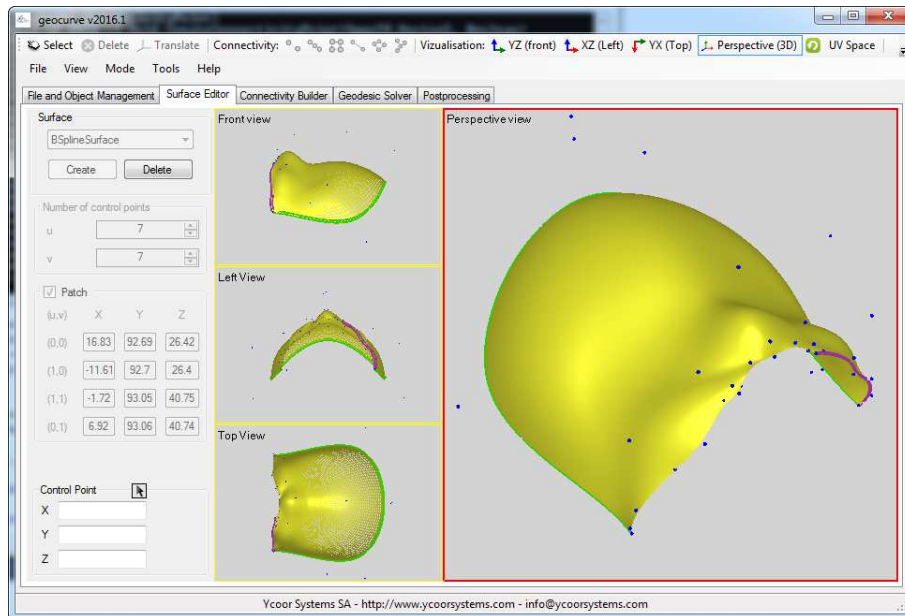 geocurve v2016.1
Select Delete Translate Connectivity: Vizualisation: YZ (front) XZ (Left) YX (Top) Perspective (3D) UV Space
File View Mode Tools Help
File and Object Management Surface Editor Connectivity Builder Geodesic Solver Postprocessing
Surface
BSplineSurface
Create Delete
Number of control points
u 7
v 7
Patch
(u,v) X Y Z
(0,0) 16.83 92.69 26.42
(1,0) -11.61 92.7 26.4
(1,1) -1.72 93.05 40.75
(0,1) 6.92 93.06 40.74
Control Point
X
Y
Z
Front view
Left View
Top View
Perspective view
Ycoor Systems SA - http://www.ycoorsystems.com - info@ycoorsystems.com